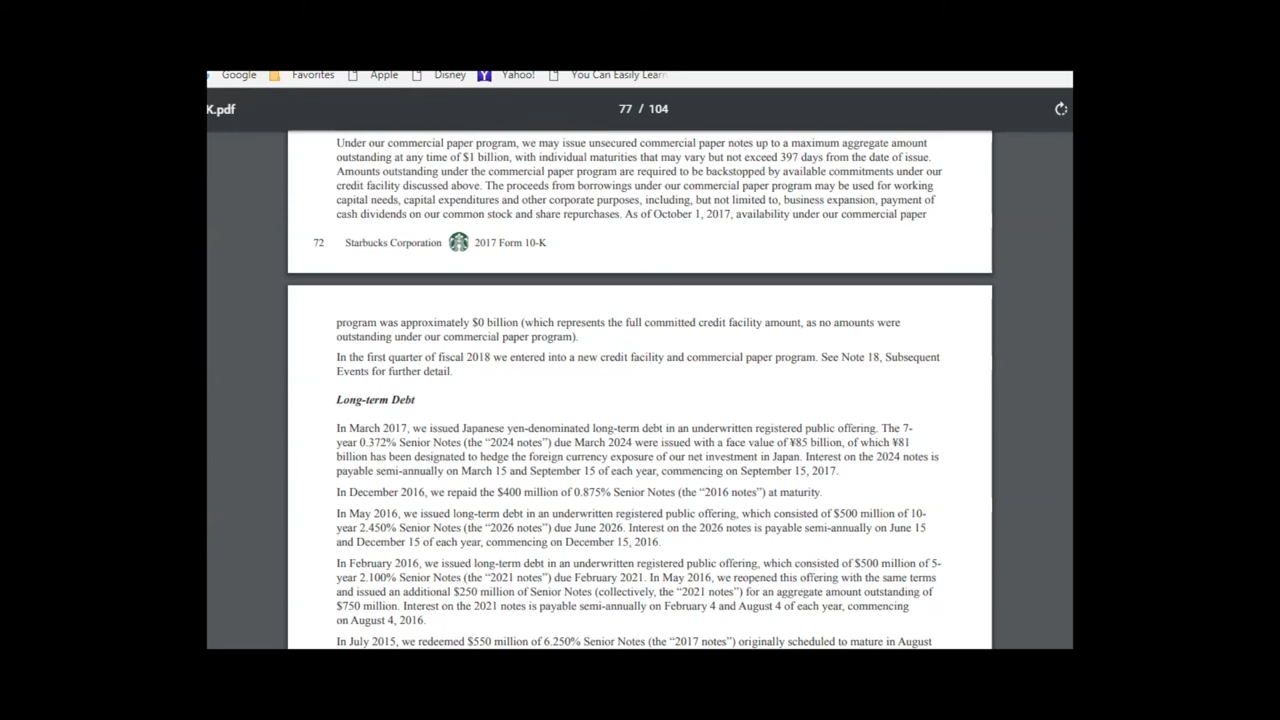 Google Favorites Apple Disney Yahoo! You Can Easily Learn
K.pdf 77 / 104
Under our commercial paper program, we may issue unsecured commercial paper notes up to a maximum aggregate amount
outstanding at any time of $1 billion, with individual maturities that may vary but not exceed 397 days from the date of issue.
Amounts outstanding under the commercial paper program are required to be backstopped by available commitments under our
credit facility discussed above. The proceeds from borrowings under our commercial paper program may be used for working
capital needs, capital expenditures and other corporate purposes, including, but not limited to, business expansion, payment of
cash dividends on our common stock and share repurchases. As of October 1, 2017, availability under our commercial paper
72 Starbucks Corporation 2017 Form 10-K
program was approximately $0 billion (which represents the full committed credit facility amount, as no amounts were
outstanding under our commercial paper program).
In the first quarter of fiscal 2018 we entered into a new credit facility and commercial paper program. See Note 18, Subsequent
Events for further detail.
Long-term Debt
In March 2017, we issued Japanese yen-denominated long-term debt in an underwritten registered public offering. The 7-
year 0.372% Senior Notes (the “2024 notes”) due March 2024 were issued with a face value of ¥85 billion, of which ¥81
billion has been designated to hedge the foreign currency exposure of our net investment in Japan. Interest on the 2024 notes is
payable semi-annually on March 15 and September 15 of each year, commencing on September 15, 2017.
In December 2016, we repaid the $400 million of 0.875% Senior Notes (the “2016 notes”) at maturity.
In May 2016, we issued long-term debt in an underwritten registered public offering, which consisted of $500 million of 10-
year 2.450% Senior Notes (the “2026 notes”) due June 2026. Interest on the 2026 notes is payable semi-annually on June 15
and December 15 of each year, commencing on December 15, 2016.
In February 2016, we issued long-term debt in an underwritten registered public offering, which consisted of $500 million of 5-
year 2.100% Senior Notes (the “2021 notes”) due February 2021. In May 2016, we reopened this offering with the same terms
and issued an additional $250 million of Senior Notes (collectively, the “2021 notes”) for an aggregate amount outstanding of
$750 million. Interest on the 2021 notes is payable semi-annually on February 4 and August 4 of each year, commencing
on August 4, 2016.
In July 2015, we redeemed $550 million of 6.250% Senior Notes (the “2017 notes”) originally scheduled to mature in August